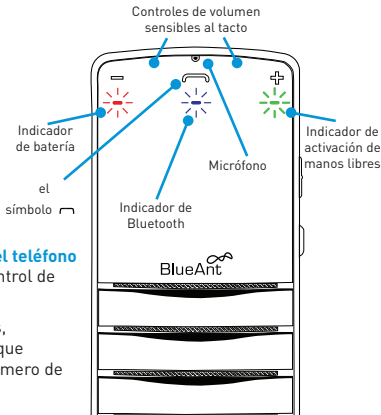 Controles de volumen
sensibles al tacto
Indicador
de batería
Indicador de
activación de
manos libres
Micrófono
el
símbolo
Indicador de
Bluetooth
el teléfono
ntrol de
BlueAnt
s,
que
mero de